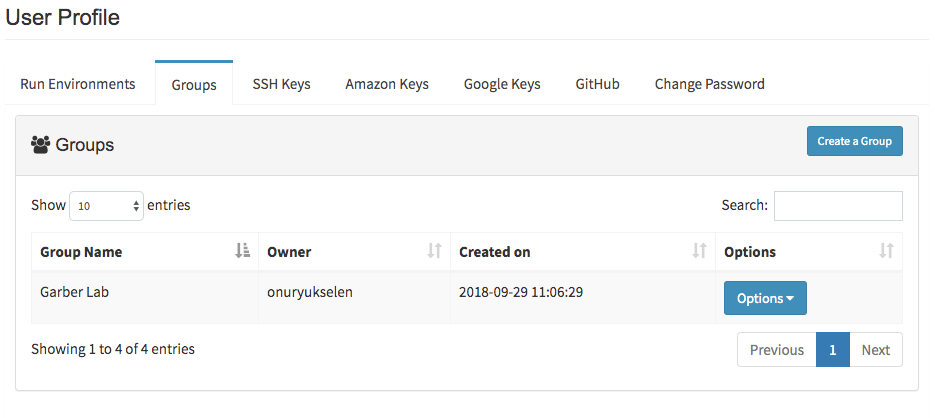 User Profile
Run Environments Groups SSH Keys Amazon Keys Google Keys GitHub Change Password
Groups Create a Group
Show 10 entries Search:
Group Name Owner Created on Options
Garber Lab onuryukselen 2018-09-29 11:06:29 Options
Showing 1 to 4 of 4 entries Previous 1 Next